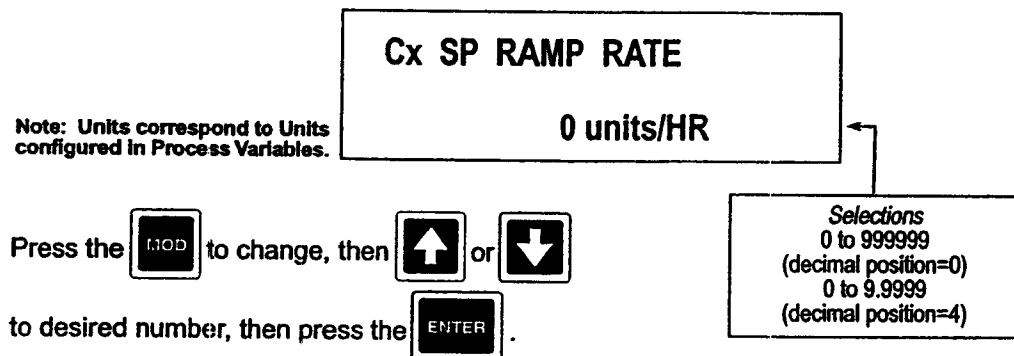 Cx SP RAMP RATE
0 units/HR
Note: Units correspond to Units
configured in Process Variables.
Selections
0 to 999999
(decimal position=0)
0 to 9.9999
(decimal position=4)
Press the MOD to change, then or
to desired number, then press the ENTER .